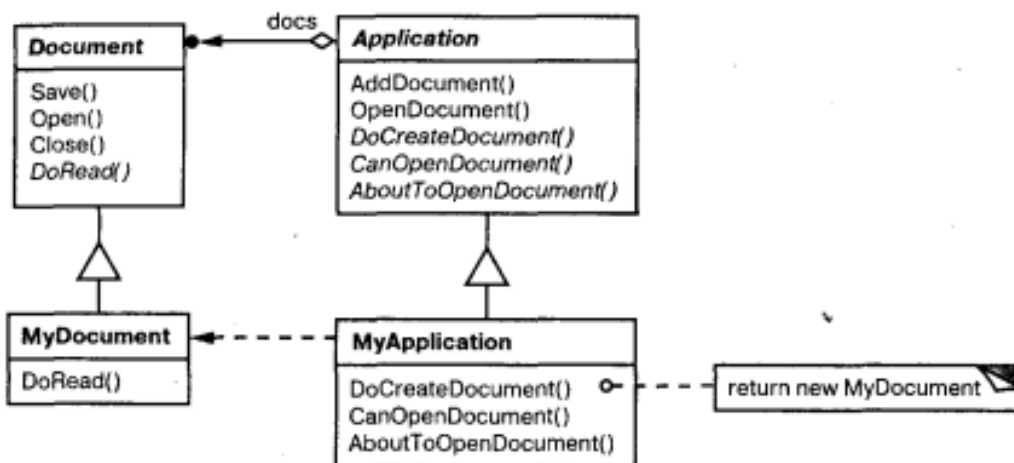 docs
Document
Save()
Open()
Close()
DoRead()
Application
AddDocument()
OpenDocument()
DoCreateDocument()
CanOpenDocument()
AboutToOpenDocument()
MyDocument
DoRead()
MyApplication
DoCreateDocument()
CanOpenDocument()
AboutToOpenDocument()
return new MyDocument